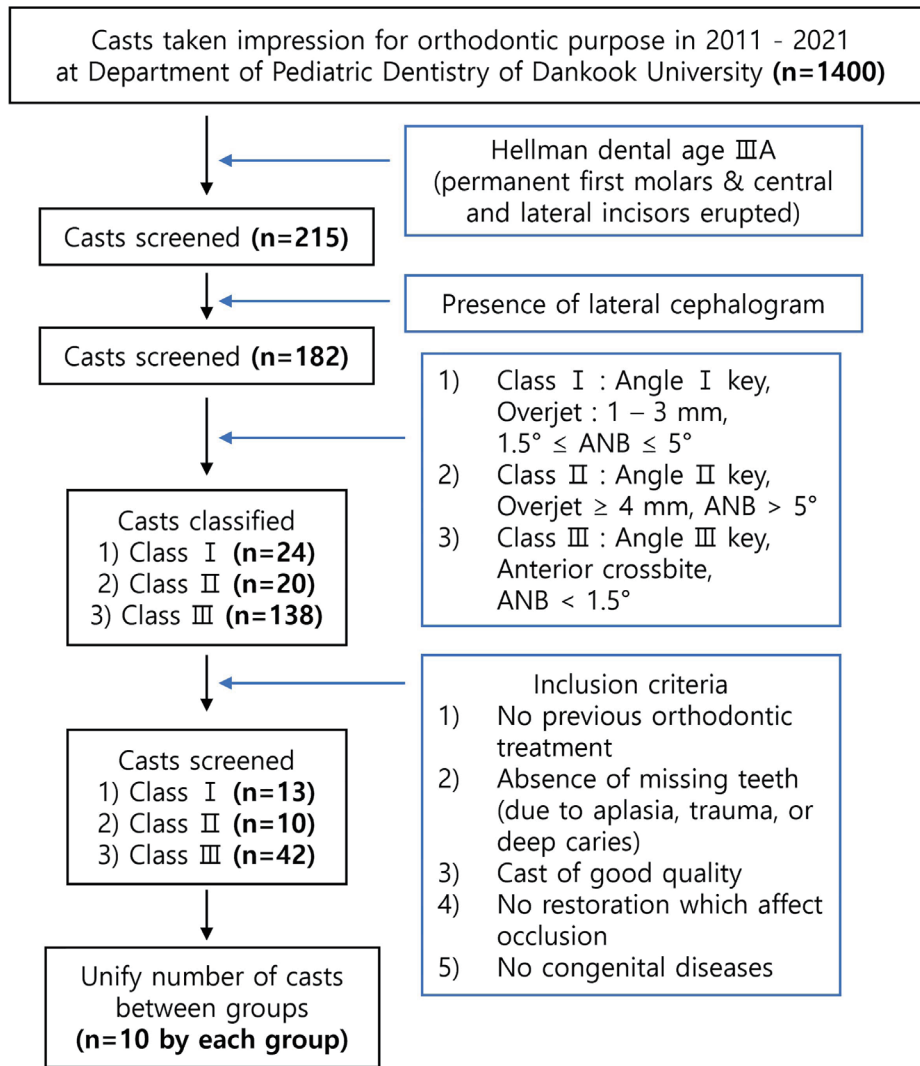 Casts taken impression for orthodontic purpose in 2011 - 2021
at Department of Pediatric Dentistry of Dankook University (n=1400)
Hellman dental age ⅢA
(permanent first molars & central
and lateral incisors erupted)
Casts screened (n=215)
Presence of lateral cephalogram
Casts screened (n=182)
1) Class Ⅰ : Angle Ⅰ key,
Overjet : 1 – 3 mm,
1.5° ≤ ANB ≤ 5°
2) Class Ⅱ : Angle Ⅱ key,
Overjet ≥ 4 mm, ANB > 5°
3) Class Ⅲ : Angle Ⅲ key,
Anterior crossbite,
ANB < 1.5°
Casts classified
1) Class Ⅰ (n=24)
2) Class Ⅱ (n=20)
3) Class Ⅲ (n=138)
Inclusion criteria
1) No previous orthodontic
treatment
2) Absence of missing teeth
(due to aplasia, trauma, or
deep caries)
3) Cast of good quality
4) No restoration which affect
occlusion
5) No congenital diseases
Casts screened
1) Class Ⅰ (n=13)
2) Class Ⅱ (n=10)
3) Class Ⅲ (n=42)
Unify number of casts
between groups
(n=10 by each group)